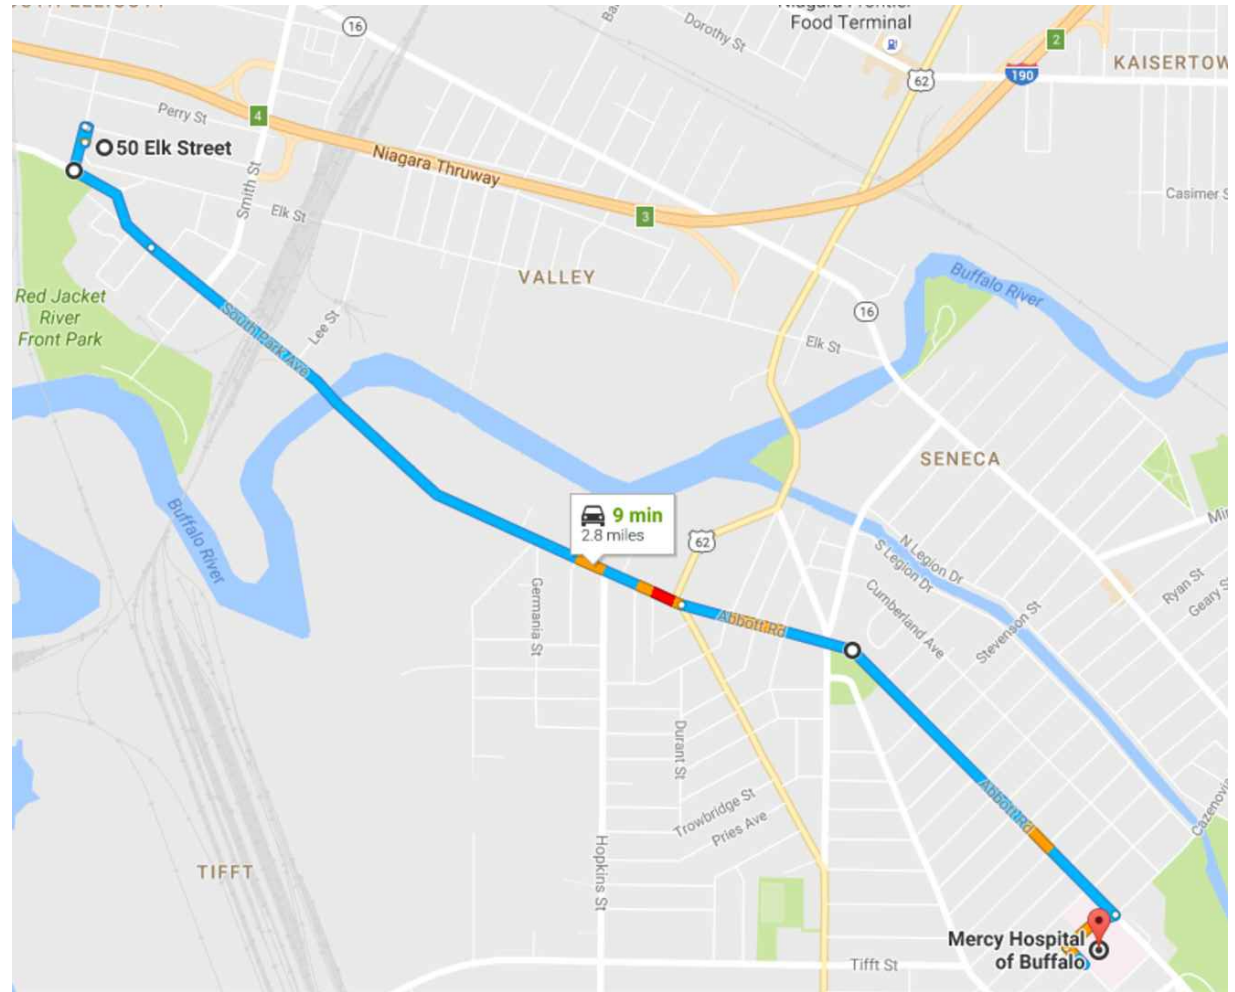 16
Dorothy St
Food Terminal
62
2
190
Perry St
4
50 Elk Street
Niagara Thruway
Smith St
Elk St
3
VALLEY
Buffalo River
16
Red Jacket
River
Front Park
Lee St
South Park Ave
Elk St
SENECA
Buffalo River
9 min
2.8 miles
62
N Legion Dr
S Legion Dr
Ryan St
Cumberland Ave
Stevenson St
Germania St
Abbott Rd
Durant St
Trowbridge St
Pries Ave
Abbott Rd
TIFFT
Hopkins St
Mercy Hospital
of Buffalo
Tifft St